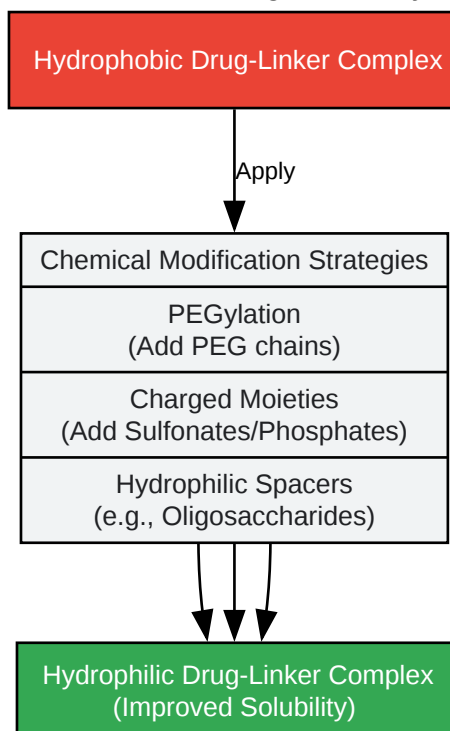 Hydrophobic Drug-Linker Complex
Apply
Chemical Modification Strategies
PEGylation
(Add PEG chains)
Charged Moieties
(Add Sulfonates/Phosphates)
Hydrophilic Spacers
(e.g., Oligosaccharides)
Hydrophilic Drug-Linker Complex
(Improved Solubility)